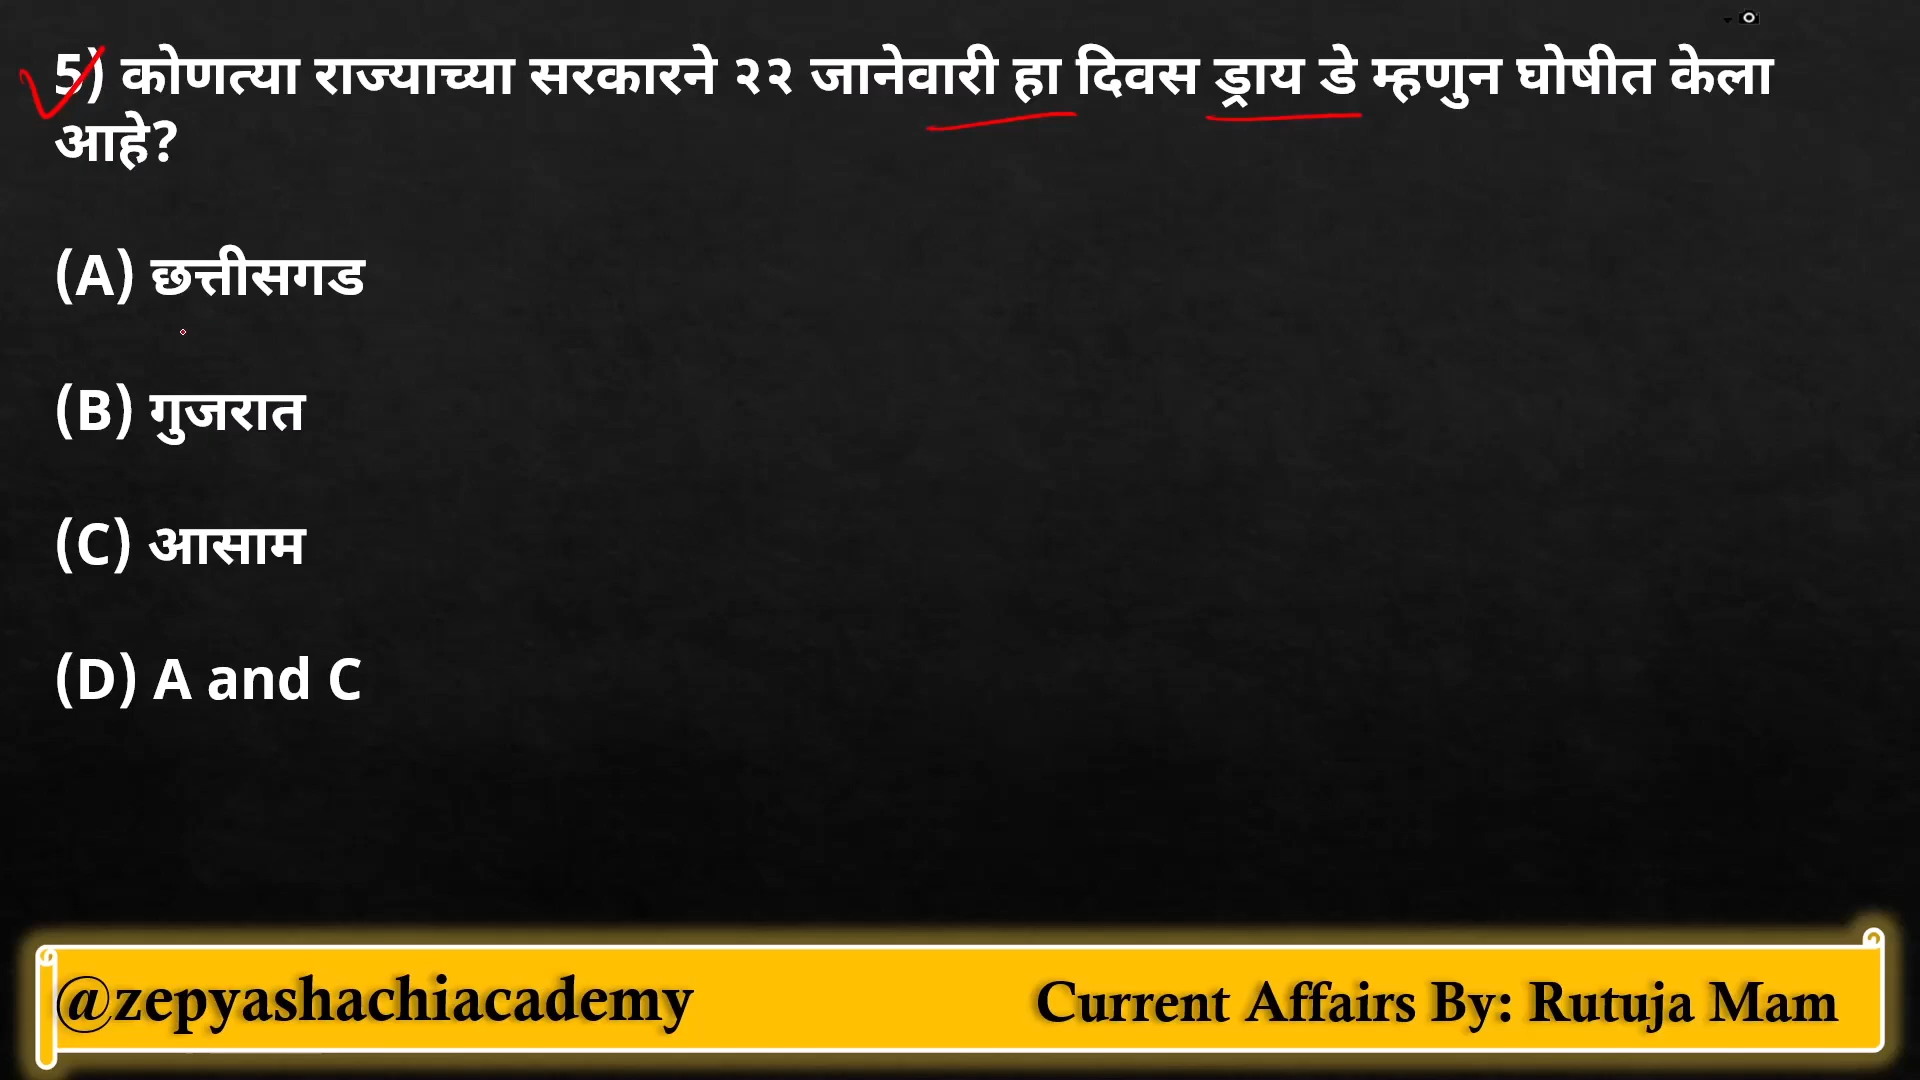 5) कोणत्या राज्याच्या सरकारने २२ जानेवारी हा दिवस ड्राय डे म्हणुन घोषीत केला
आहे?
(A) छत्तीसगड
(B) गुजरात
(C) आसाम
(D) A and C
@zepyashachiacademy
Current Affairs By: Rutuja Mam